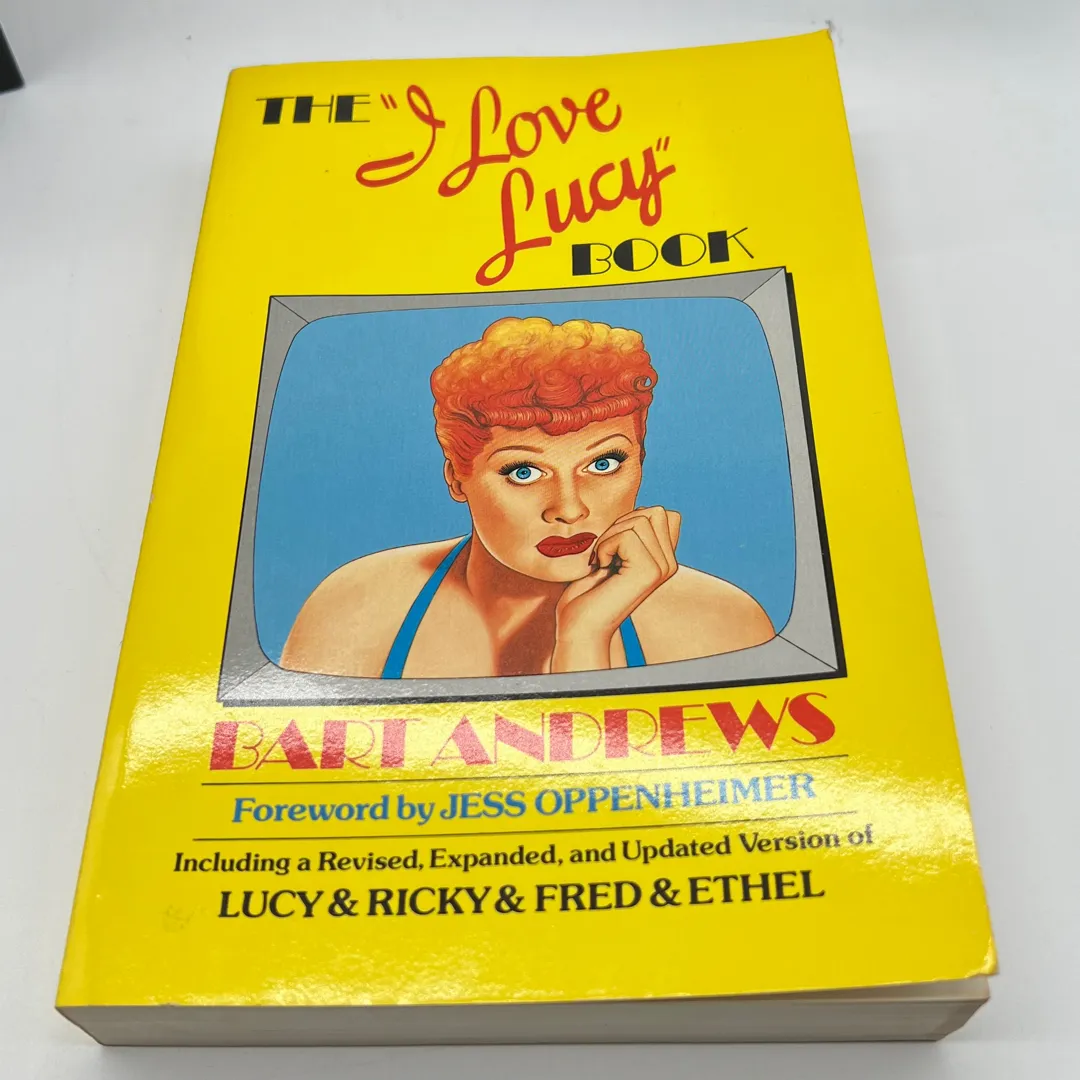 THE "I Love
Lucy"
BOOK
BART ANDREWS
Foreword by JESS OPPENHEIMER
Including a Revised, Expanded, and Updated Version of
LUCY & RICKY & FRED & ETHEL